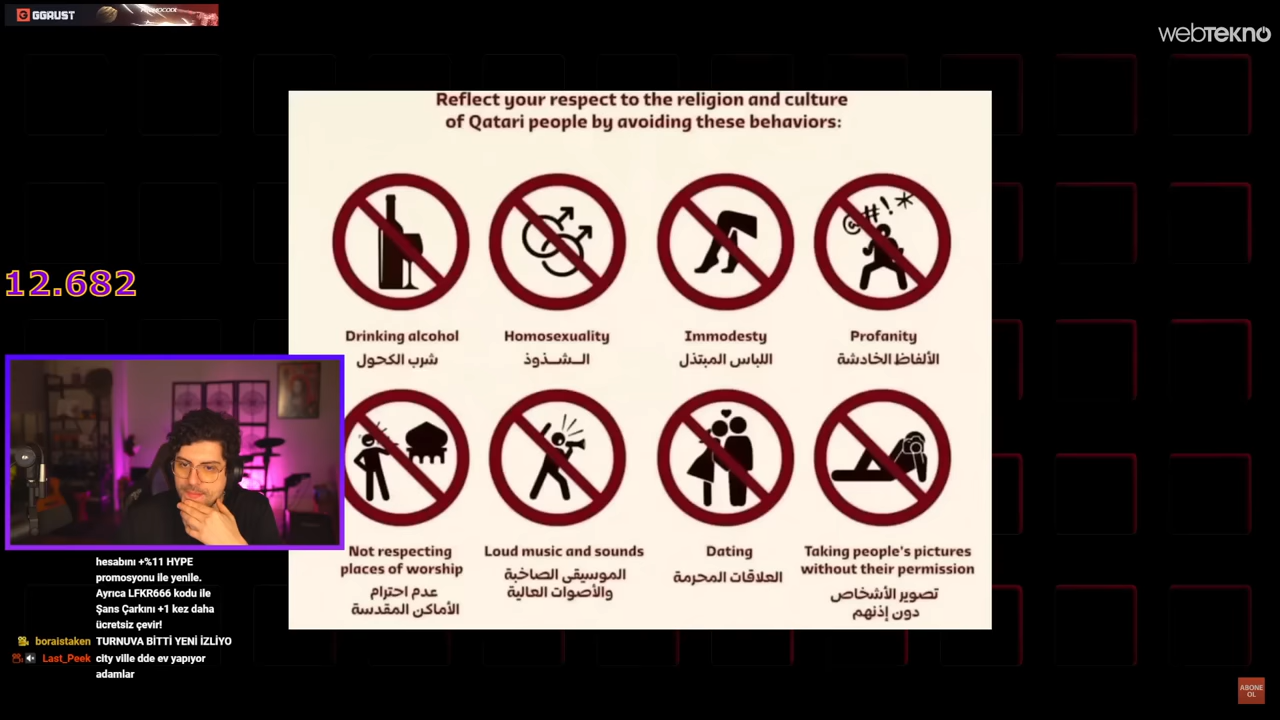 GGRUST
PROMOCODE
webtekno
Reflect your respect to the religion and culture
of Qatari people by avoiding these behaviors:
@#!*
Drinking alcohol
شرب الكحول
Homosexuality
الــشــذوذ
Immodesty
اللباس المبتذل
Profanity
الألفاظ الخادشة
12.682
Not respecting
places of worship
عدم احترام
الأماكن المقدسة
Loud music and sounds
الموسيقى الصاخبة
والأصوات العالية
Dating
العلاقات المحرمة
Taking people's pictures
without their permission
تصوير الأشخاص
دون إذنهم
hesabını +%11 HYPE
promosyonu ile yenile.
Ayrıca LFKR666 kodu ile
Şans Çarkını +1 kez daha
ücretsiz çevir!
boraistaken TURNUVA BİTTİ YENİ İZLİYO
Last_Peek city ville dde ev yapıyor
adamlar
ABONE
OL